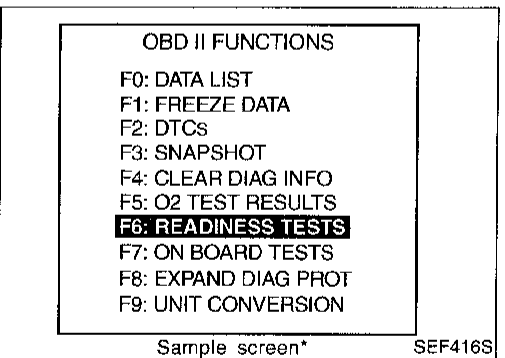 OBD II FUNCTIONS
F0: DATA LIST
F1: FREEZE DATA
F2: DTCs
F3: SNAPSHOT
F4: CLEAR DIAG INFO
F5: O2 TEST RESULTS
F6: READINESS TESTS
F7: ON BOARD TESTS
F8: EXPAND DIAG PROT
F9: UNIT CONVERSION
Sample screen*
SEF416S